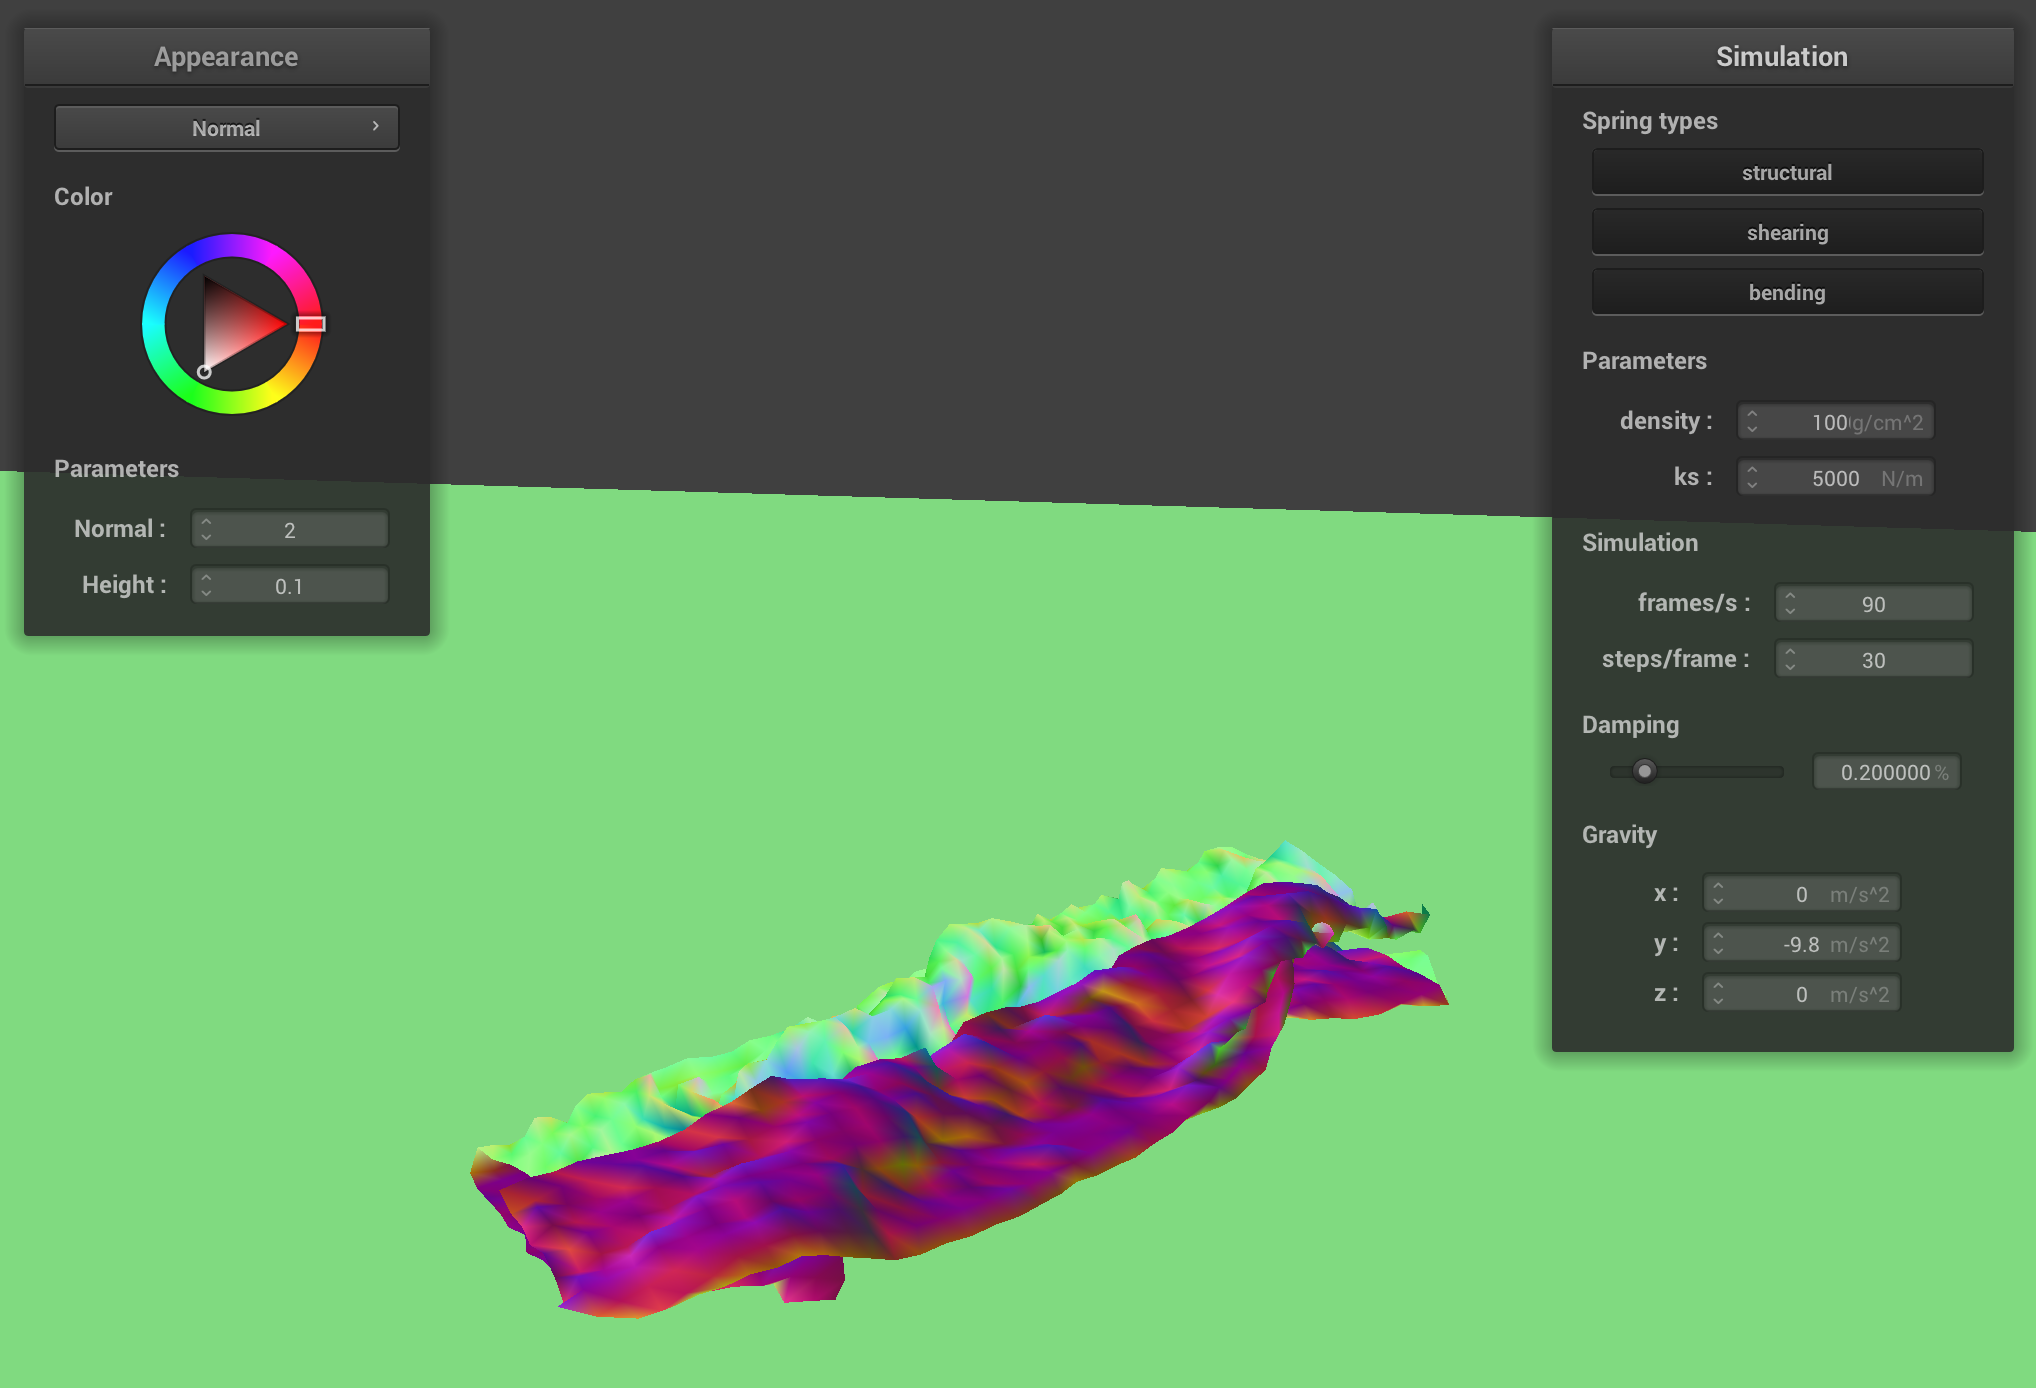 Appearance
Normal
Color
Parameters
Normal : 2
Height : 0.1
Simulation
Spring types
structural
shearing
bending
Parameters
density : 100 g/cm^2
ks : 5000 N/m
Simulation
frames/s : 90
steps/frame : 30
Damping
0.200000 %
Gravity
x : 0 m/s^2
y : -9.8 m/s^2
z : 0 m/s^2